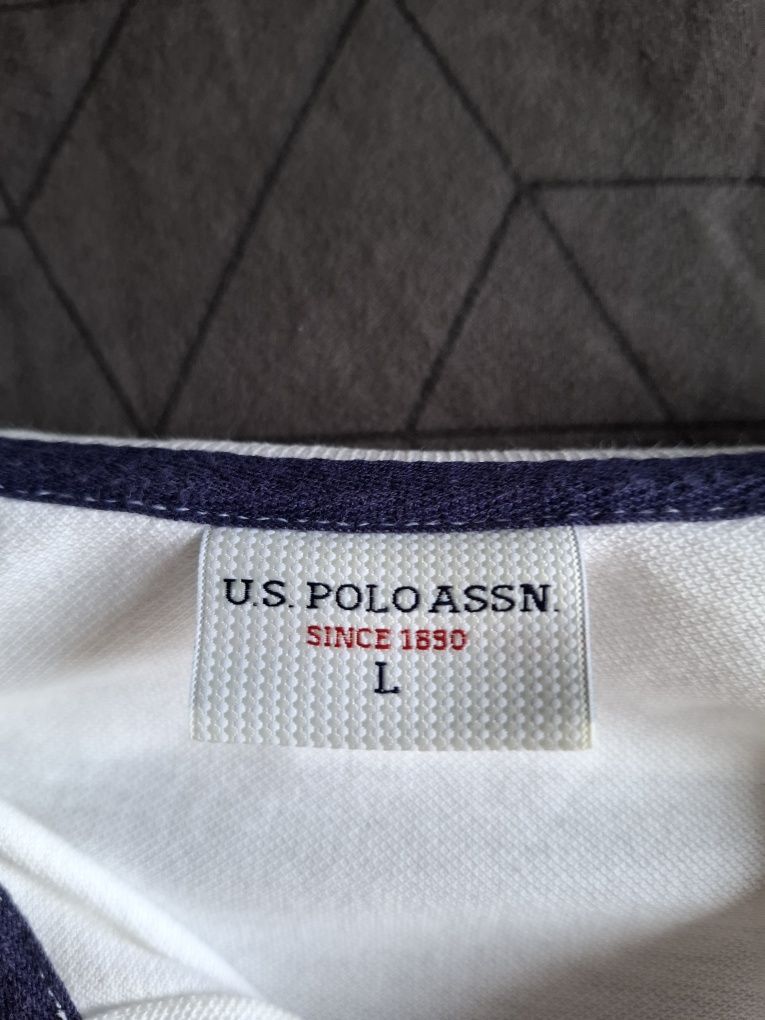 U.S. POLO ASSN.
SINCE 1890
L